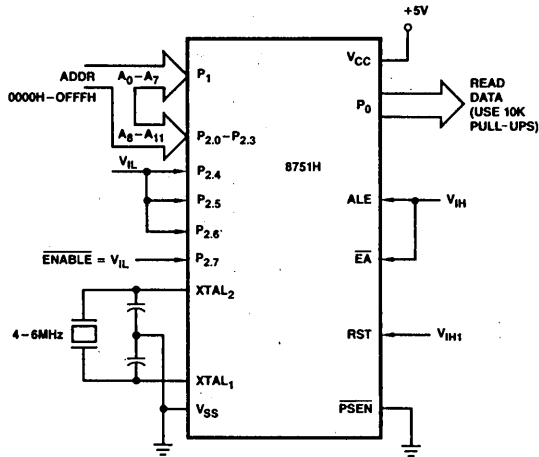 +5V
VCC
ADDR
0000H-OFFFH
A0-A7
P1
A8-A11
P2.0-P2.3
P0
READ
DATA
(USE 10K
PULL-UPS)
8751H
VIL
P2.4
P2.5
P2.6
ALE
VIH
EA
ENABLE = VIL
P2.7
XTAL2
4-6MHz
RST
VIH1
XTAL1
VSS
PSEN